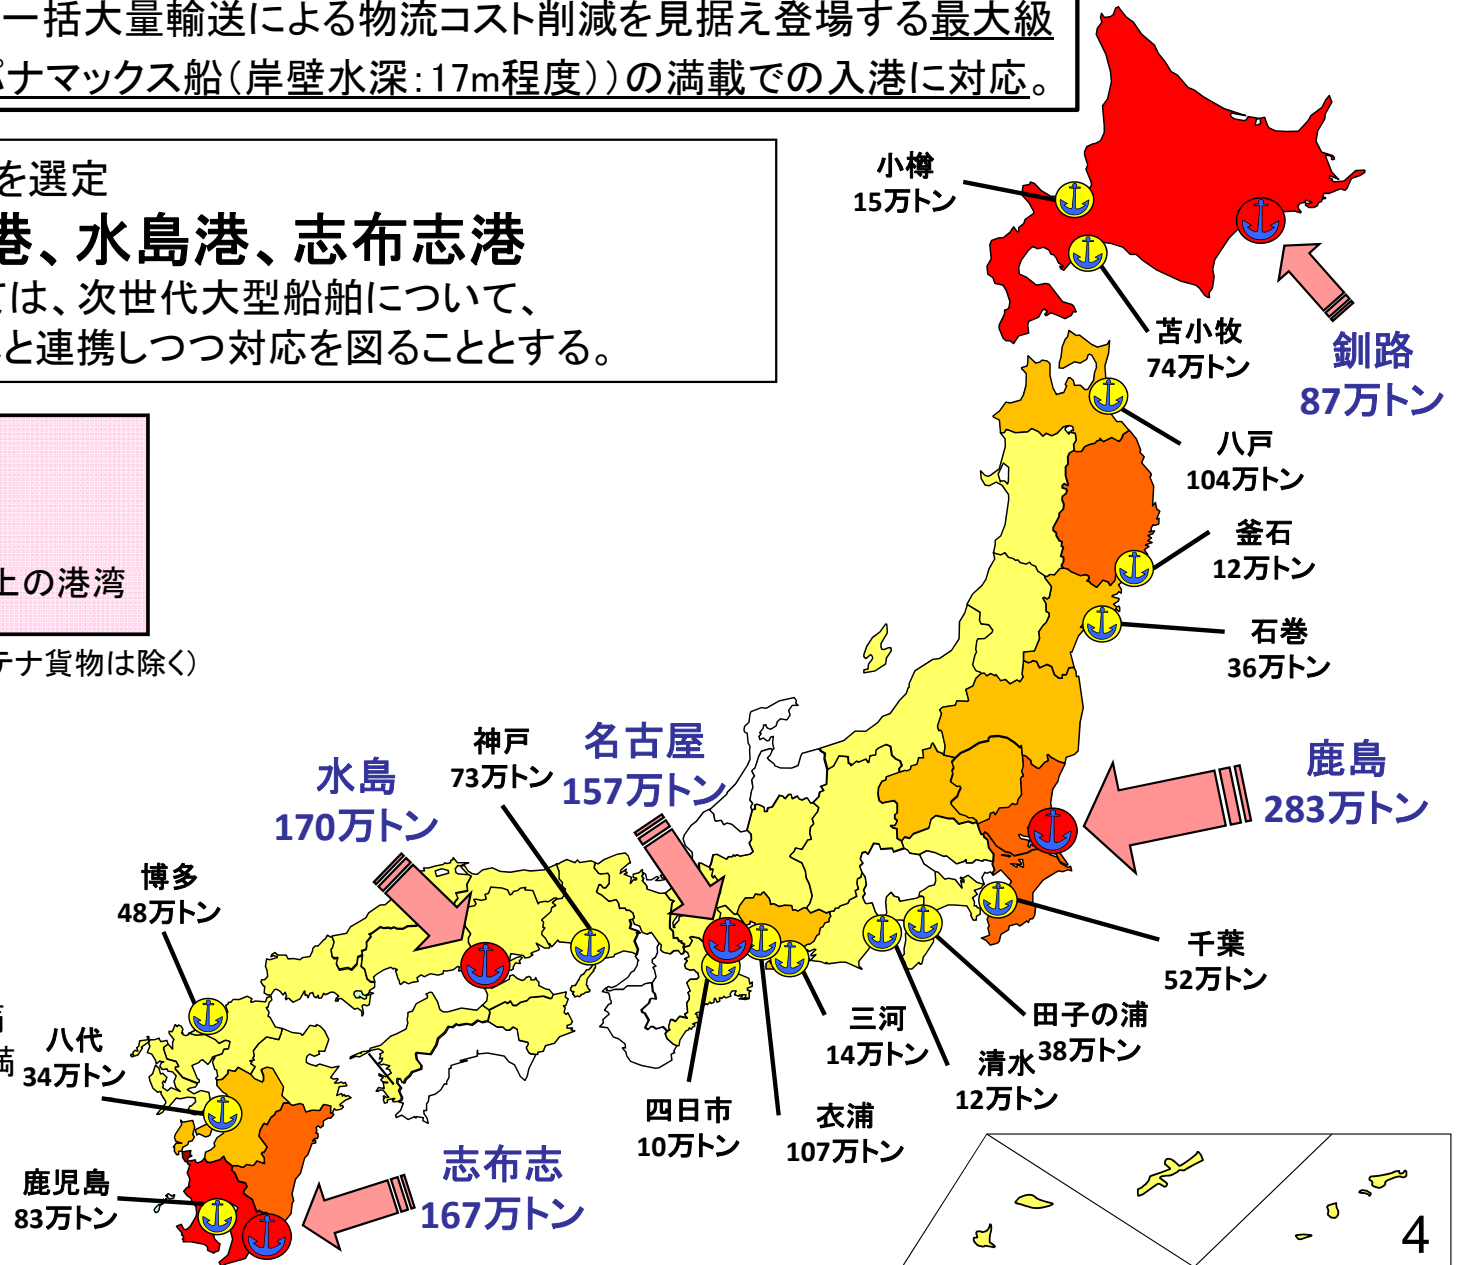 一括大量輸送による物流コスト削減を見据え登場する最大級
パナマックス船(岸壁水深:17m程度))の満載での入港に対応。
を選定
港、水島港、志布志港
ては、次世代大型船舶について、
と連携しつつ対応を図ることとする。
上の港湾
テナ貨物は除く)
小樽
15万トン
苫小牧
74万トン
釧路
87万トン
八戸
104万トン
釜石
12万トン
石巻
36万トン
鹿島
283万トン
千葉
52万トン
田子の浦
38万トン
清水
12万トン
三河
14万トン
衣浦
107万トン
四日市
10万トン
名古屋
157万トン
神戸
73万トン
水島
170万トン
博多
48万トン
八代
34万トン
満
鹿児島
83万トン
志布志
167万トン
4